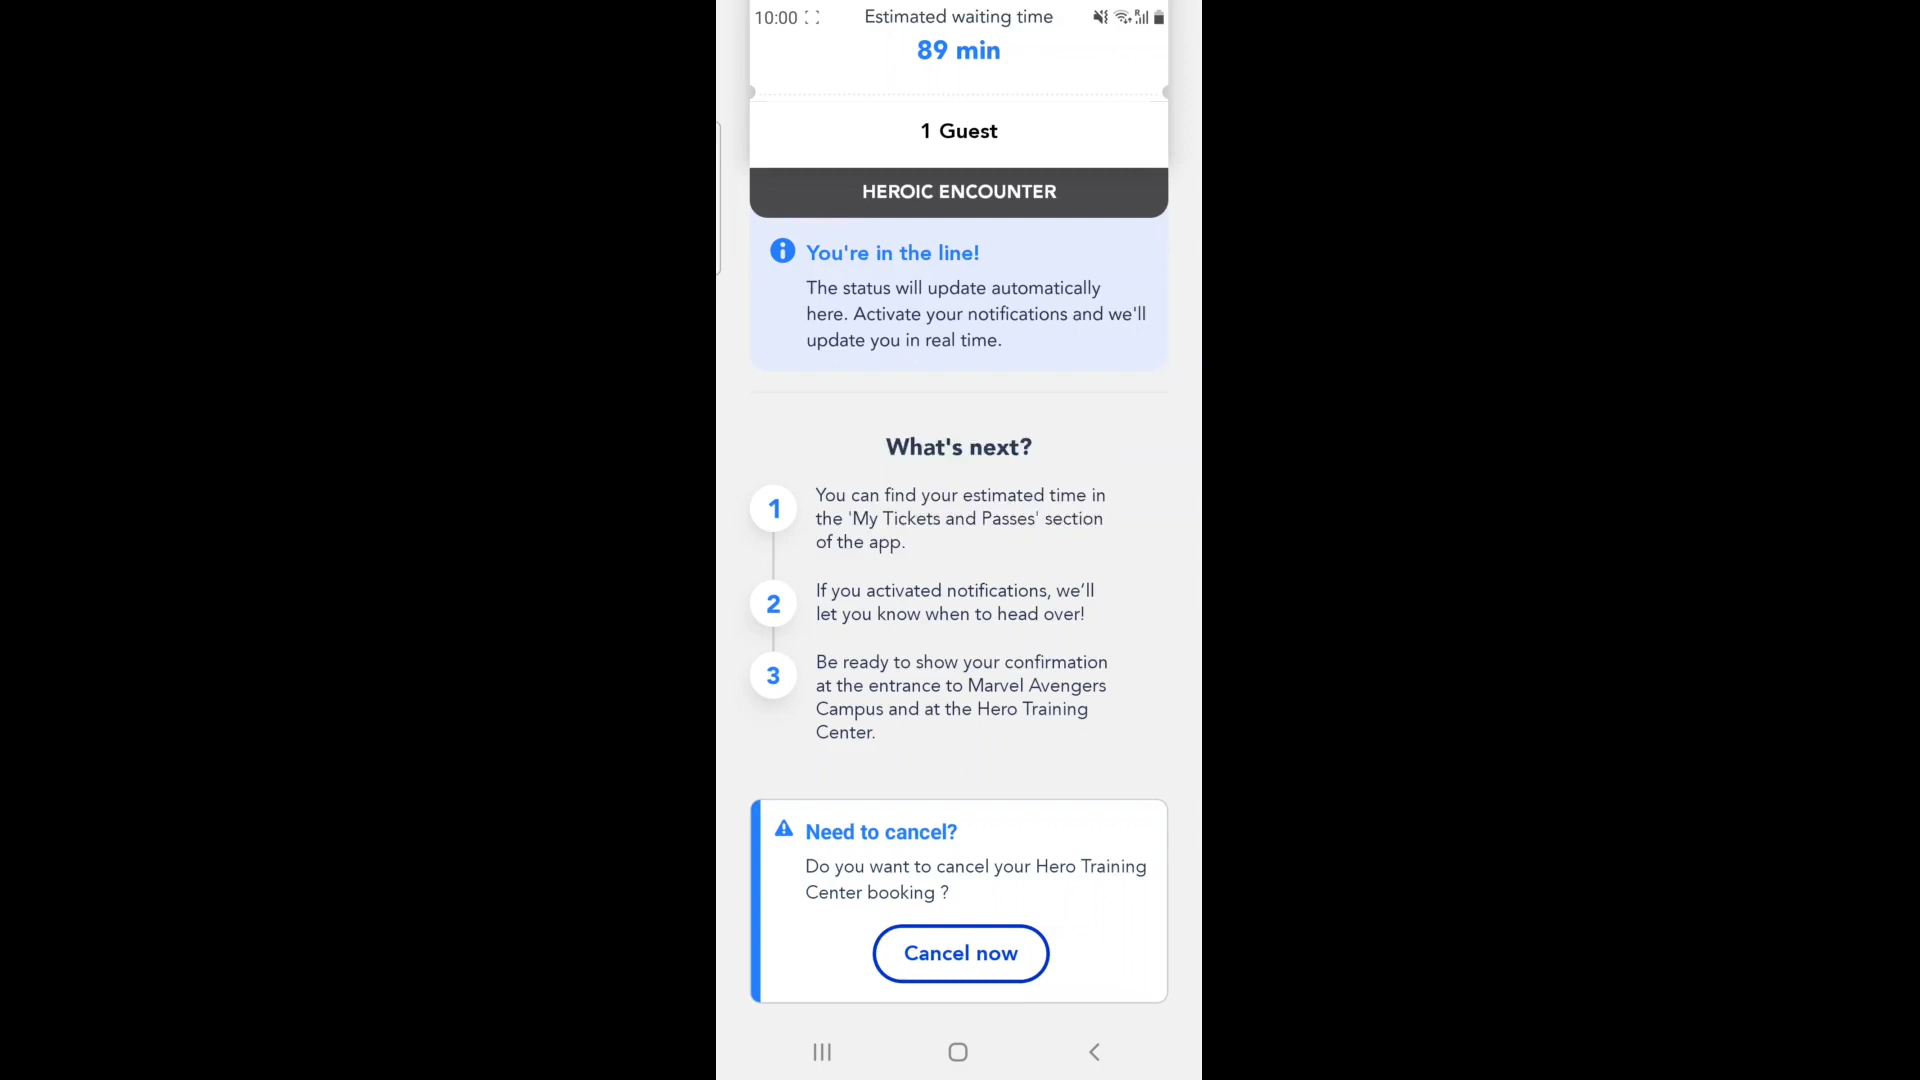 10:00
Estimated waiting time
89 min
1 Guest
HEROIC ENCOUNTER
You're in the line!
The status will update automatically
here. Activate your notifications and we'll
update you in real time.
What's next?
1
You can find your estimated time in
the 'My Tickets and Passes' section
of the app.
2
If you activated notifications, we’ll
let you know when to head over!
3
Be ready to show your confirmation
at the entrance to Marvel Avengers
Campus and at the Hero Training
Center.
Need to cancel?
Do you want to cancel your Hero Training
Center booking ?
Cancel now